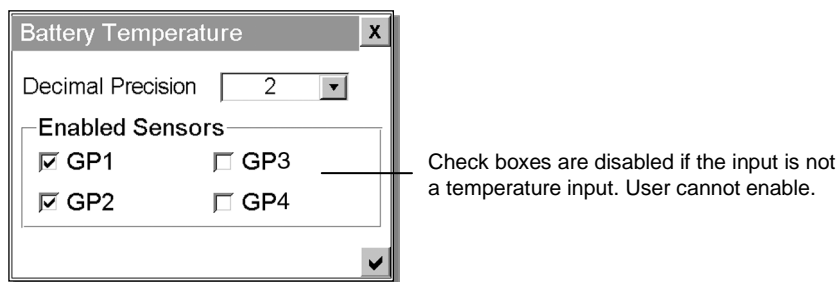 Battery Temperature X
Decimal Precision 2
Enabled Sensors
GP1 GP3
GP2 GP4
Check boxes are disabled if the input is not
a temperature input. User cannot enable.